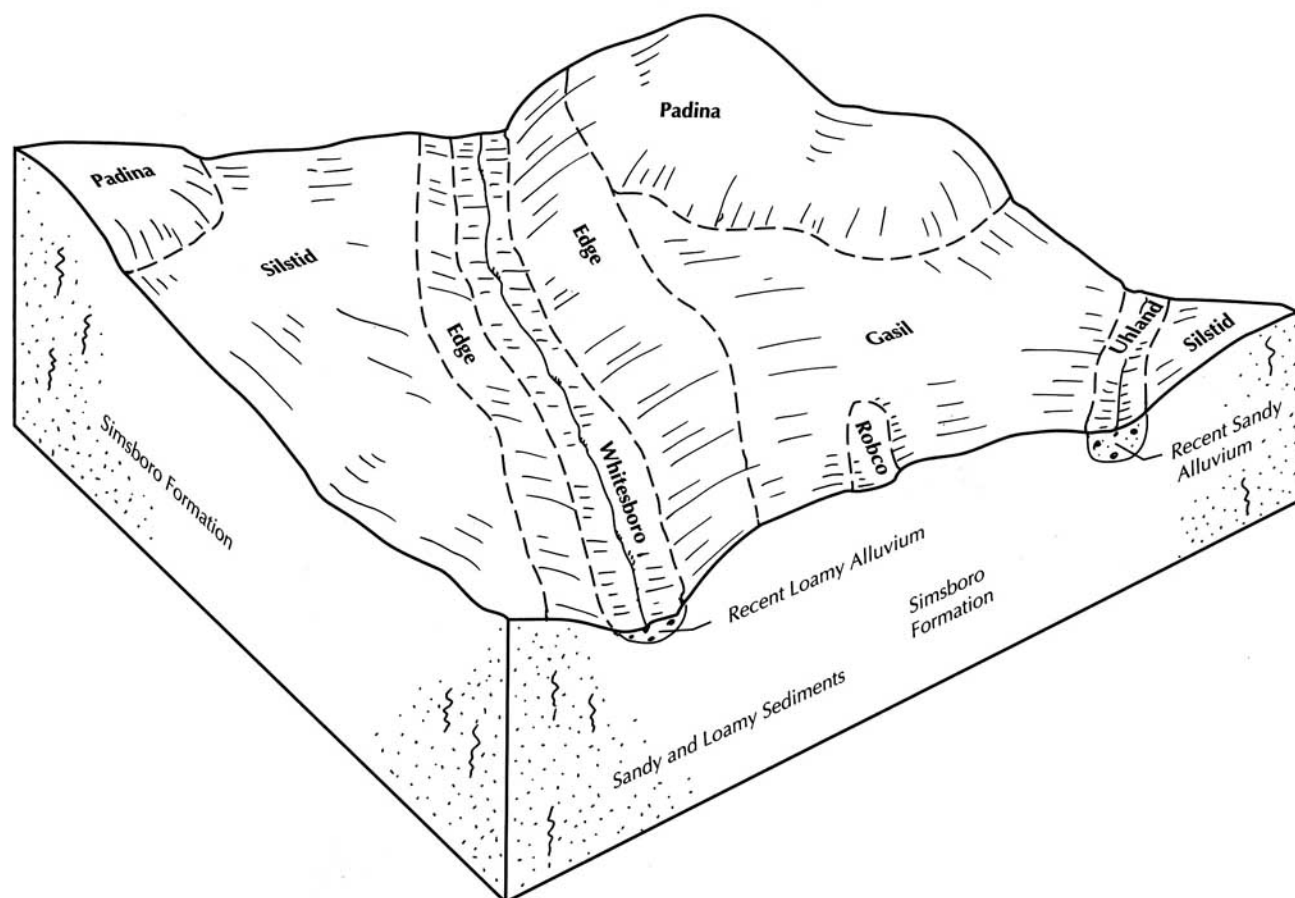 Padina
Padina
Silstid
Edge
Edge
Whitesboro
Gasil
Robco
Uhland
Silstid
Recent Sandy
Alluvium
Simsboro Formation
Recent Loamy Alluvium
Simsboro
Formation
Sandy and Loamy Sediments